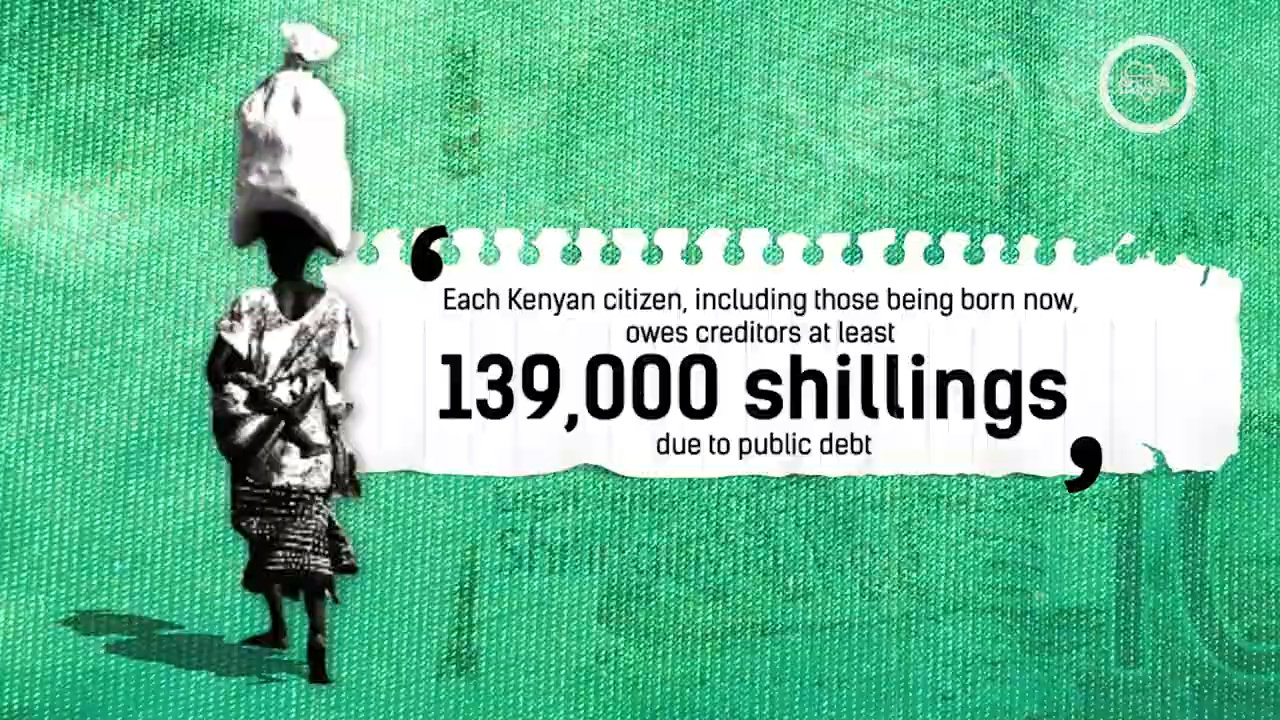 Each Kenyan citizen, including those being born now,
owes creditors at least
139,000 shillings
due to public debt